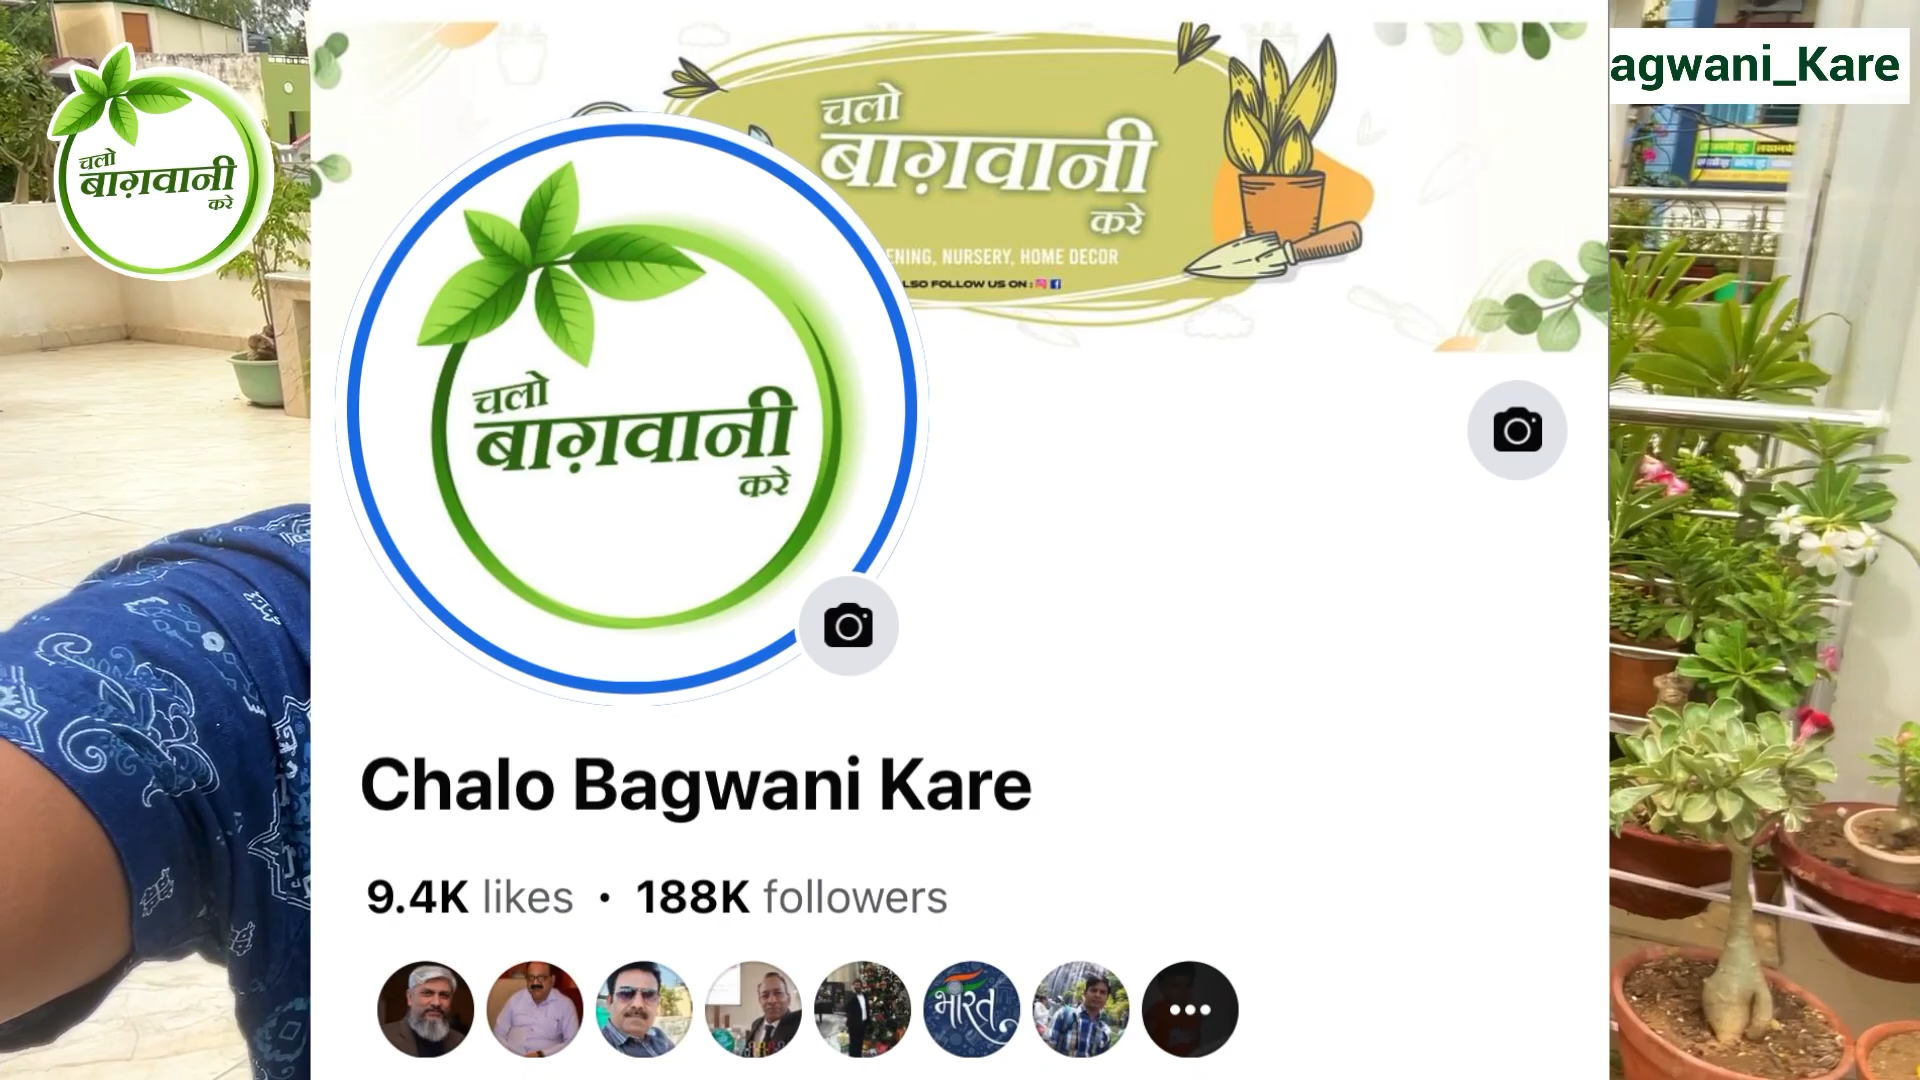 चलो
बाग़वानी
करे
agwani_Kare
चलो
बाग़वानी
करे
ENING, NURSERY, HOME DECOR
LSO FOLLOW US ON :
चलो
बाग़वानी
करे
Chalo Bagwani Kare
9.4K likes · 188K followers
भारत